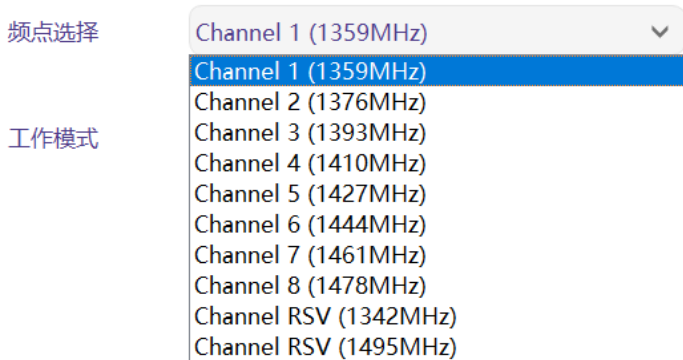 频点选择
Channel 1 (1359MHz)
Channel 1 (1359MHz)
Channel 2 (1376MHz)
工作模式
Channel 3 (1393MHz)
Channel 4 (1410MHz)
Channel 5 (1427MHz)
Channel 6 (1444MHz)
Channel 7 (1461MHz)
Channel 8 (1478MHz)
Channel RSV (1342MHz)
Channel RSV (1495MHz)